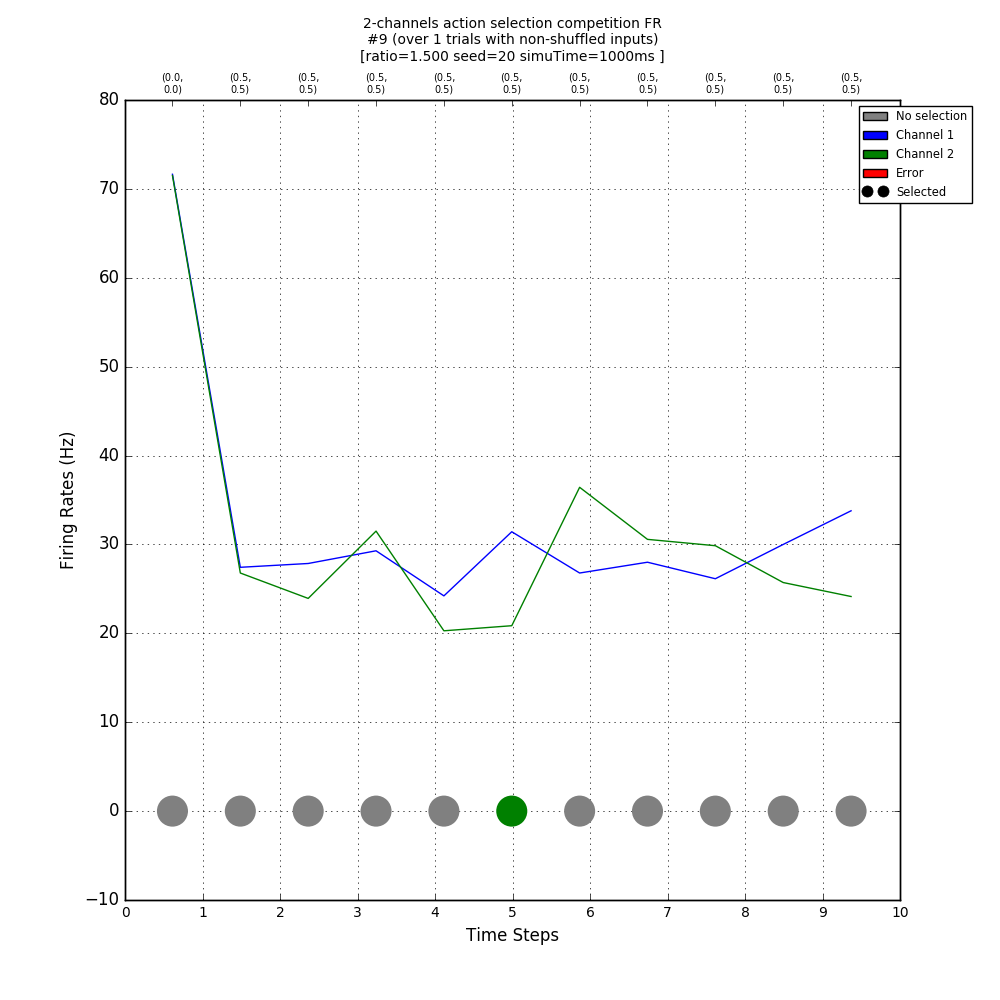 2-channels action selection competition FR
#9 (over 1 trials with non-shuffled inputs)
[ratio=1.500 seed=20 simuTime=1000ms ]
(0.0, (0.5, (0.5, (0.5, (0.5, (0.5, (0.5, (0.5, (0.5, (0.5, (0.5,
0.0) 0.5) 0.5) 0.5) 0.5) 0.5) 0.5) 0.5) 0.5) 0.5) 0.5)
No selection
Channel 1
Channel 2
Error
Selected
80
70
60
50
40
30
20
10
0
−10
Firing Rates (Hz)
0 1 2 3 4 5 6 7 8 9 10
Time Steps